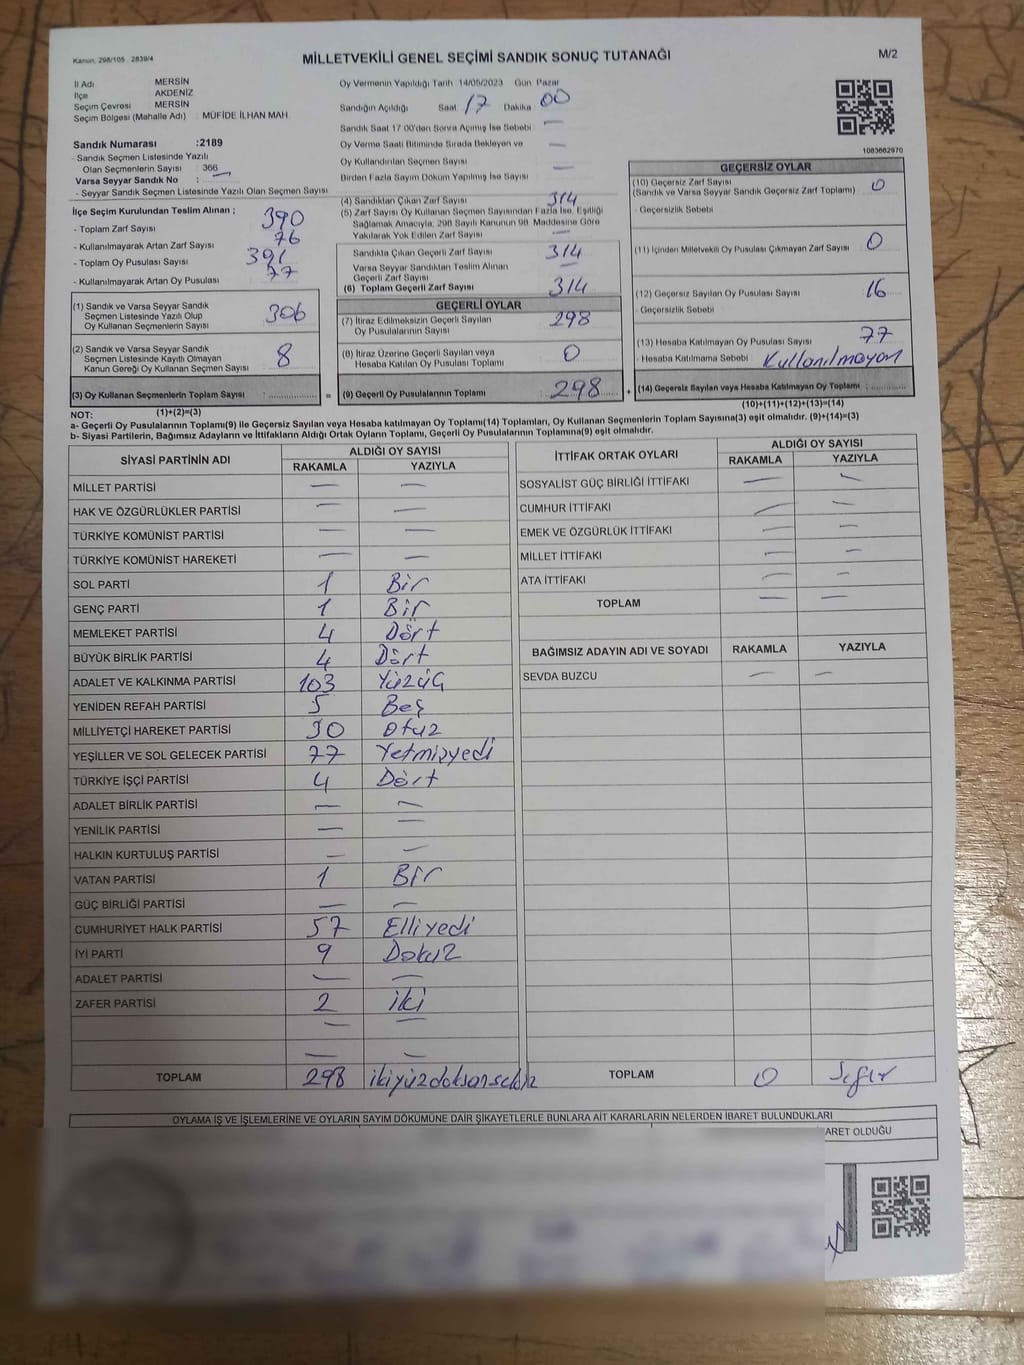 Kanun, 298/105 . 2839/4
MİLLETVEKİLİ GENEL SEÇİMİ SANDIK SONUÇ TUTANAĞI
M/2
İl Adı : MERSİN
İlçe : AKDENİZ
Seçim Çevresi : MERSİN
Seçim Bölgesi (Mahalle Adı) : MÜFİDE İLHAN MAH.
Sandık Numarası :2189
- Sandık Seçmen Listesinde Yazılı
Olan Seçmenlerin Sayısı : 366
Varsa Seyyar Sandık No : —
- Seyyar Sandık Seçmen Listesinde Yazılı Olan Seçmen Sayısı
İlçe Seçim Kurulundan Teslim Alınan ;
- Toplam Zarf Sayısı 390
- Kullanılmayarak Artan Zarf Sayısı 76
- Toplam Oy Pusulası Sayısı 391
- Kullanılmayarak Artan Oy Pusulası 77
(1) Sandık ve Varsa Seyyar Sandık
Seçmen Listesinde Yazılı Olup
Oy Kullanan Seçmenlerin Sayısı 306
(2) Sandık ve Varsa Seyyar Sandık
Seçmen Listesinde Kayıtlı Olmayan
Kanun Gereği Oy Kullanan Seçmen Sayısı 8
(3) Oy Kullanan Seçmenlerin Toplam Sayısı : ..............
Oy Vermenin Yapıldığı Tarih 14/05/2023 Gün Pazar
Sandığın Açıldığı Saat 17 Dakika 00
Sandık Saat 17:00'den Sonra Açılmış İse Sebebi —
Oy Verme Saati Bitiminde Sırada Bekleyen ve —
Oy Kullandırılan Seçmen Sayısı
Birden Fazla Sayım Döküm Yapılmış İse Sayısı —
(4) Sandıktan Çıkan Zarf Sayısı 314
(5) Zarf Sayısı Oy Kullanan Seçmen Sayısından Fazla İse, Eşitliği
Sağlamak Amacıyla, 298 Sayılı Kanunun 98. Maddesine Göre
Yakılarak Yok Edilen Zarf Sayısı —
Sandıkta Çıkan Geçerli Zarf Sayısı 314
Varsa Seyyar Sandıktan Teslim Alınan
Geçerli Zarf Sayısı —
(6) Toplam Geçerli Zarf Sayısı 314
GEÇERLİ OYLAR
(7) İtiraz Edilmeksizin Geçerli Sayılan
Oy Pusulalarının Sayısı 298
(8) İtiraz Üzerine Geçerli Sayılan veya
Hesaba Katılan Oy Pusulası Toplamı 0
= (9) Geçerli Oy Pusulalarının Toplamı 298 +
1083662970
GEÇERSİZ OYLAR
(10) Geçersiz Zarf Sayısı 0
(Sandık ve Varsa Seyyar Sandık Geçersiz Zarf Toplamı)
- Geçersizlik Sebebi
(11) İçinden Milletvekili Oy Pusulası Çıkmayan Zarf Sayısı 0
(12) Geçersiz Sayılan Oy Pusulası Sayısı 16
- Geçersizlik Sebebi
(13) Hesaba Katılmayan Oy Pusulası Sayısı 77
- Hesaba Katılmama Sebebi : Kullanılmayan
(14) Geçersiz Sayılan veya Hesaba Katılmayan Oy Toplamı : ..............
(1)+(2)=(3)
(10)+(11)+(12)+(13)=(14)
NOT:
a- Geçerli Oy Pusulalarının Toplamı(9) ile Geçersiz Sayılan veya Hesaba Katılmayan Oy Toplamı(14) Toplamları, Oy Kullanan Seçmenlerin Toplam Sayısına(3) eşit olmalıdır. (9)+(14)=(3)
b- Siyasi Partilerin, Bağımsız Adayların ve İttifakların Aldığı Ortak Oyların Toplamı, Geçerli Oy Pusulalarının Toplamına(9) eşit olmalıdır.
SİYASİ PARTİNİN ADI
ALDIĞI OY SAYISI
RAKAMLA YAZIYLA
MİLLET PARTİSİ — —
HAK VE ÖZGÜRLÜKLER PARTİSİ — —
TÜRKİYE KOMÜNİST PARTİSİ — —
TÜRKİYE KOMÜNİST HAREKETİ — —
SOL PARTİ 1 Bir
GENÇ PARTİ 1 Bir
MEMLEKET PARTİSİ 4 Dört
BÜYÜK BİRLİK PARTİSİ 4 Dört
ADALET VE KALKINMA PARTİSİ 103 Yüzüç
YENİDEN REFAH PARTİSİ 5 Beş
MİLLİYETÇİ HAREKET PARTİSİ 30 Otuz
YEŞİLLER VE SOL GELECEK PARTİSİ 77 Yetmişyedi
TÜRKİYE İŞÇİ PARTİSİ 4 Dört
ADALET BİRLİK PARTİSİ — —
YENİLİK PARTİSİ — —
HALKIN KURTULUŞ PARTİSİ — —
VATAN PARTİSİ 1 Bir
GÜÇ BİRLİĞİ PARTİSİ — —
CUMHURİYET HALK PARTİSİ 57 Elliyedi
İYİ PARTİ 9 Dokuz
ADALET PARTİSİ — —
ZAFER PARTİSİ 2 iki
— —
— —
TOPLAM 298 ikiyüzdoksansekiz
İTTİFAK ORTAK OYLARI
ALDIĞI OY SAYISI
RAKAMLA YAZIYLA
SOSYALİST GÜÇ BİRLİĞİ İTTİFAKI — —
CUMHUR İTTİFAKI — —
EMEK VE ÖZGÜRLÜK İTTİFAKI — —
MİLLET İTTİFAKI — —
ATA İTTİFAKI — —
TOPLAM — —
BAĞIMSIZ ADAYIN ADI VE SOYADI RAKAMLA YAZIYLA
SEVDA BUZCU — —
TOPLAM 0 Sıfır
OYLAMA İŞ VE İŞLEMLERİNE VE OYLARIN SAYIM DÖKÜMÜNE DAİR ŞİKAYETLERLE BUNLARA AİT KARARLARIN NELERDEN İBARET BULUNDUKLARI
BARET OLDUĞU